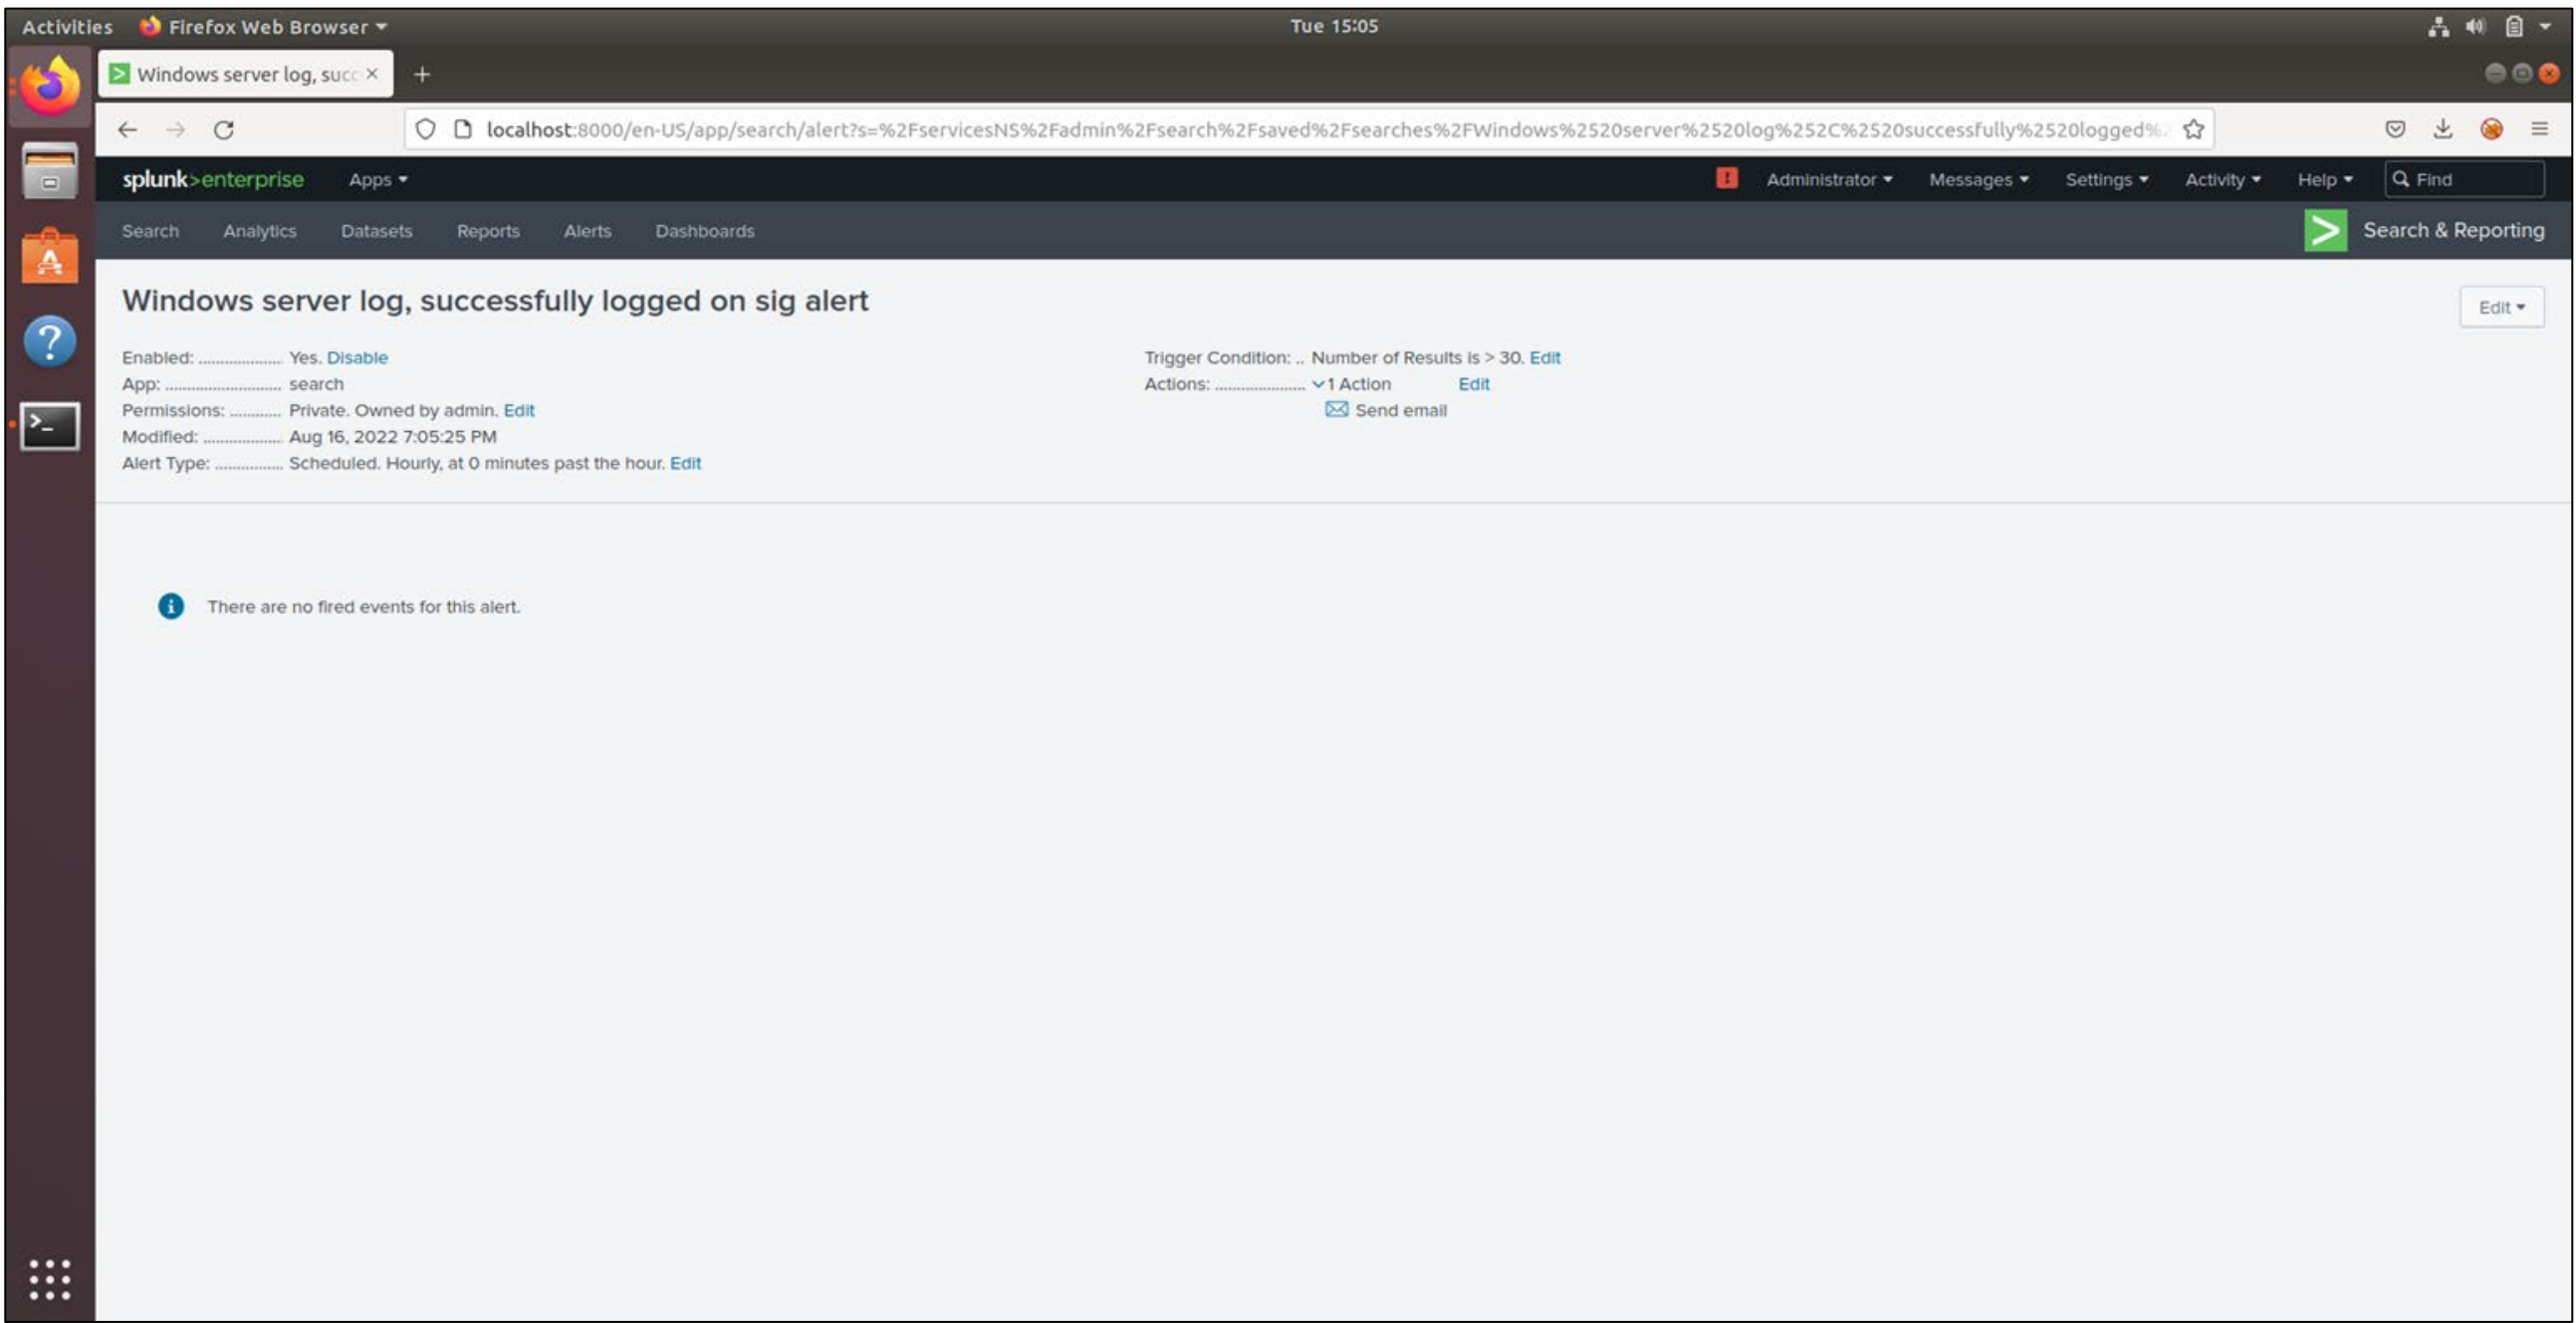 Activities Firefox Web Browser Tue 15:05
Windows server log, succ
localhost:8000/en-US/app/search/alert?s=%2FservicesNS%2Fadmin%2Fsearch%2Fsaved%2Fsearches%2FWindows%2520server%2520log%252C%2520successfully%2520logged%2
splunk>enterprise Apps Administrator Messages Settings Activity Help Find
Search Analytics Datasets Reports Alerts Dashboards Search & Reporting
Windows server log, successfully logged on sig alert Edit
Enabled: .................... Yes. Disable Trigger Condition: .. Number of Results is > 30. Edit
App: ............................ search Actions: ...................... 1 Action Edit
Permissions: ............ Private. Owned by admin. Edit Send email
Modified: ................... Aug 16, 2022 7:05:25 PM
Alert Type: ................ Scheduled. Hourly, at 0 minutes past the hour. Edit
There are no fired events for this alert.